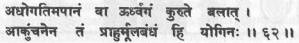 अधोगतिमपानं वा ऊर्ध्वगं कुरुते बलात् ।
आकुंचनेन तं प्राहुर्मूलबंधं हि योगिनः ।। ६२ ।।